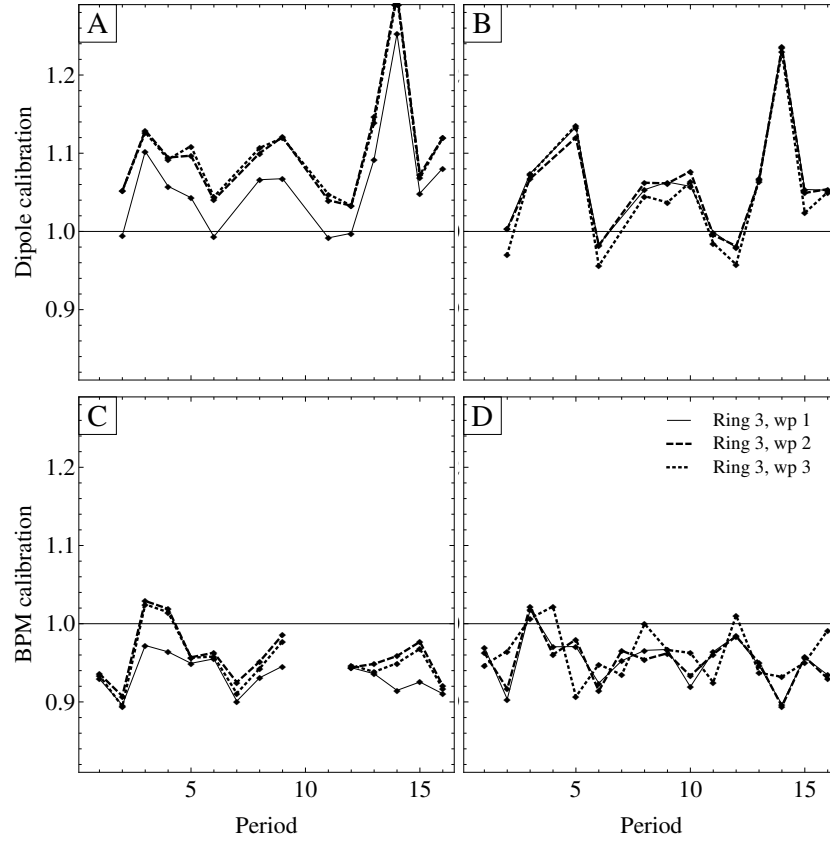 A
B
Dipole calibration
1.2
1.1
1.0
0.9
C
D
Ring 3, wp 1
Ring 3, wp 2
Ring 3, wp 3
BPM calibration
1.2
1.1
1.0
0.9
5 10 15
5 10 15
Period
Period